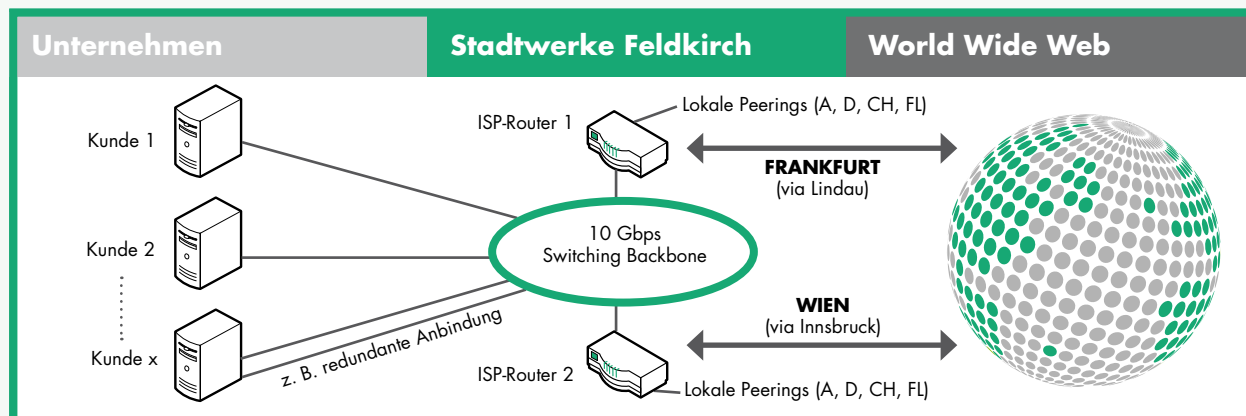 Unternehmen
Stadtwerke Feldkirch
World Wide Web
Kunde 1
Kunde 2
Kunde x
z. B. redundante Anbindung
10 Gbps
Switching Backbone
ISP-Router 1
Lokale Peerings (A, D, CH, FL)
FRANKFURT
(via Lindau)
WIEN
(via Innsbruck)
ISP-Router 2
Lokale Peerings (A, D, CH, FL)